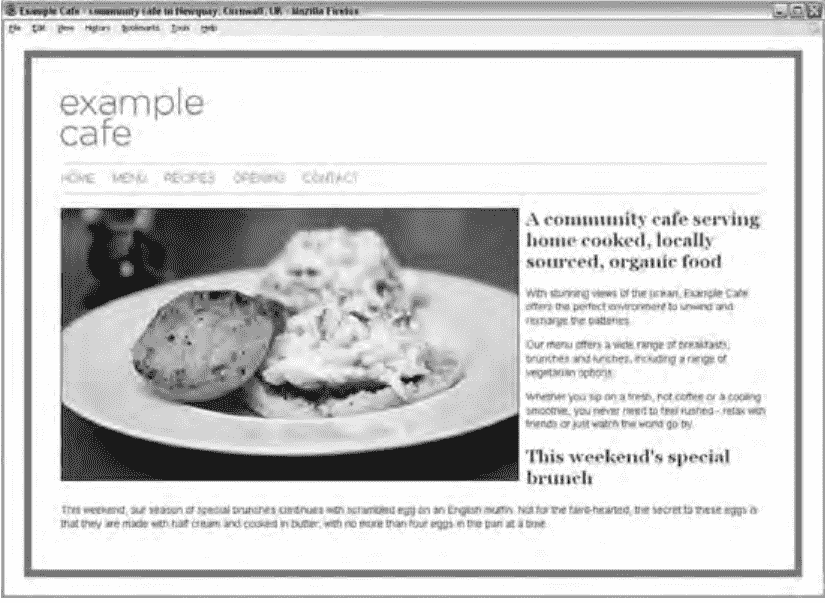 Example Cafe - community cafe in Newquay, Cornwall, UK - Mozilla Firefox
File Edit View History Bookmarks Tools Help
example
cafe
HOME MENU RECIPES OPENING CONTACT
A community cafe serving
home cooked, locally
sourced, organic food
With stunning views of the ocean, Example Cafe
offers the perfect environment to unwind and
recharge the batteries.
Our menu offers a wide range of breakfasts,
brunches and lunches, including a range of
vegetarian options.
Whether you sip on a fresh, hot coffee or a cooling
smoothie, you never need to feel rushed - relax with
friends or just watch the world go by.
This weekend's special
brunch
This weekend, our season of special brunches continues with scrambled egg on an English muffin. Not for the faint-hearted, the secret to these eggs is
that they are made with half cream and cooked in butter, with no more than four eggs in the pan at a time.